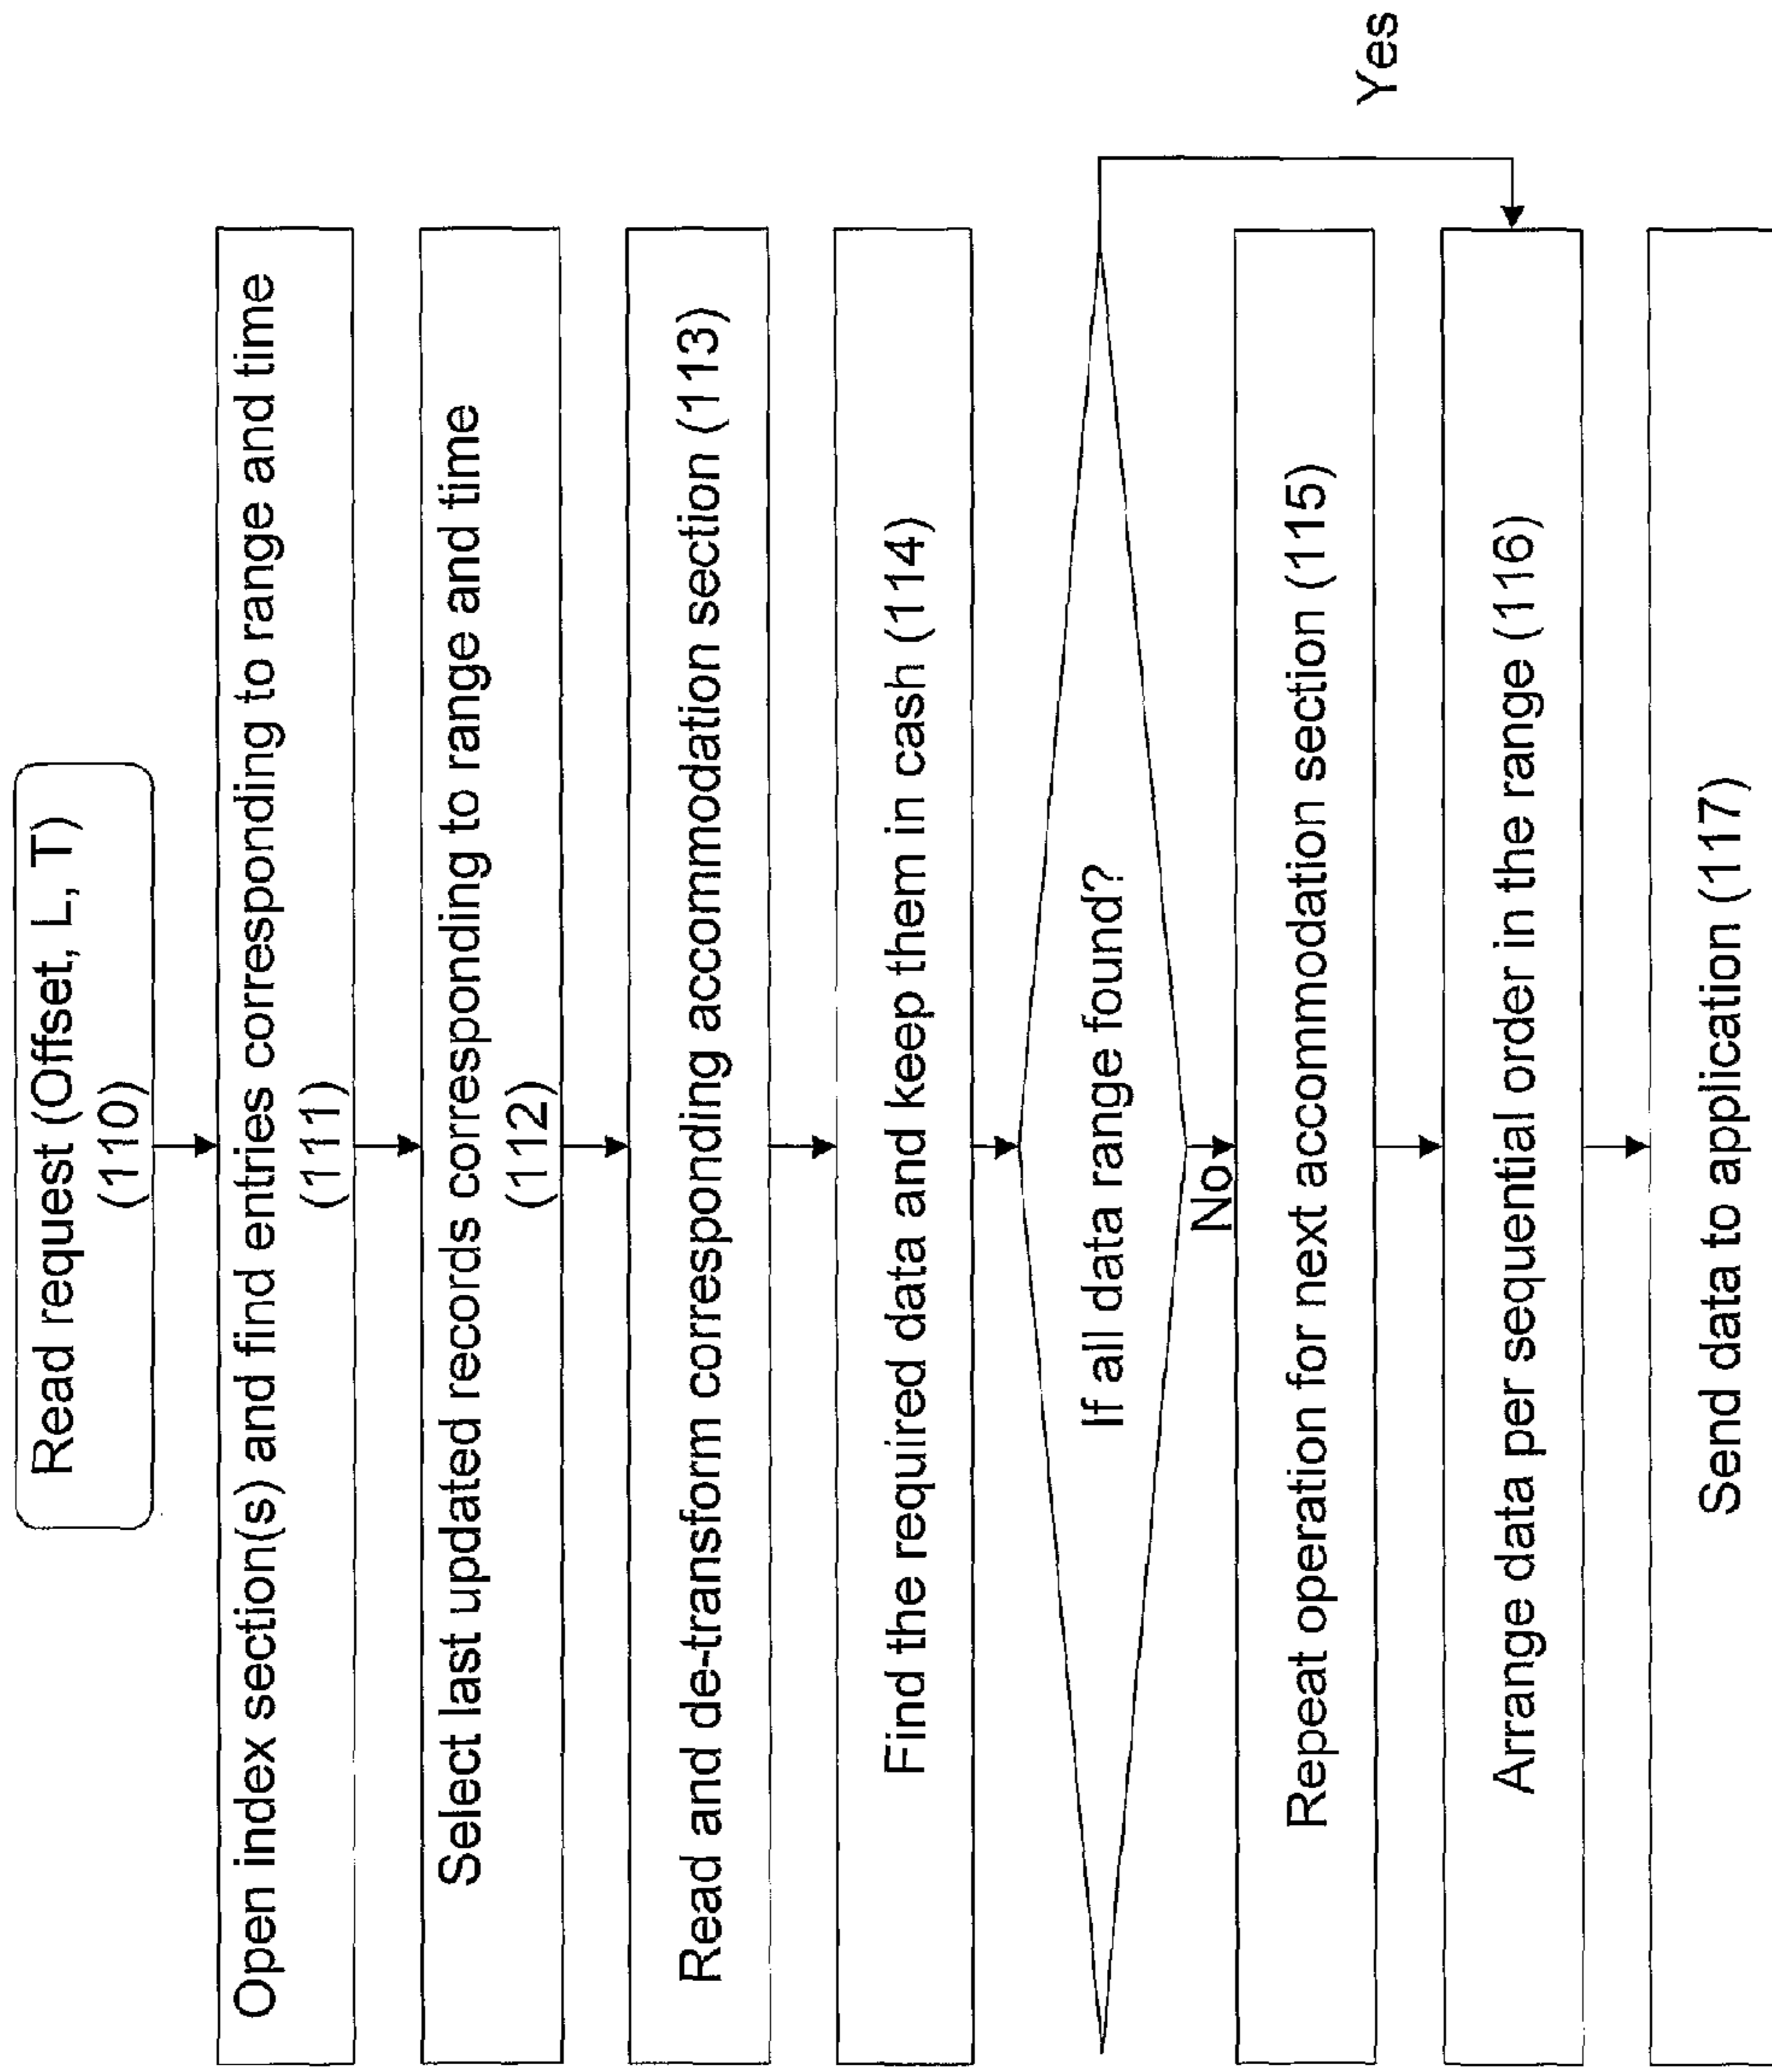 Read request (Offset, L, T)
(110)
Open index section(s) and find entries corresponding to range and time
(111)
Select last updated records corresponding to range and time
(112)
Read and de-transform corresponding accommodation section (113)
Find the required data and keep them in cash (114)
If all data range found?
Yes
No
Repeat operation for next accommodation section (115)
Arrange data per sequential order in the range (116)
Send data to application (117)